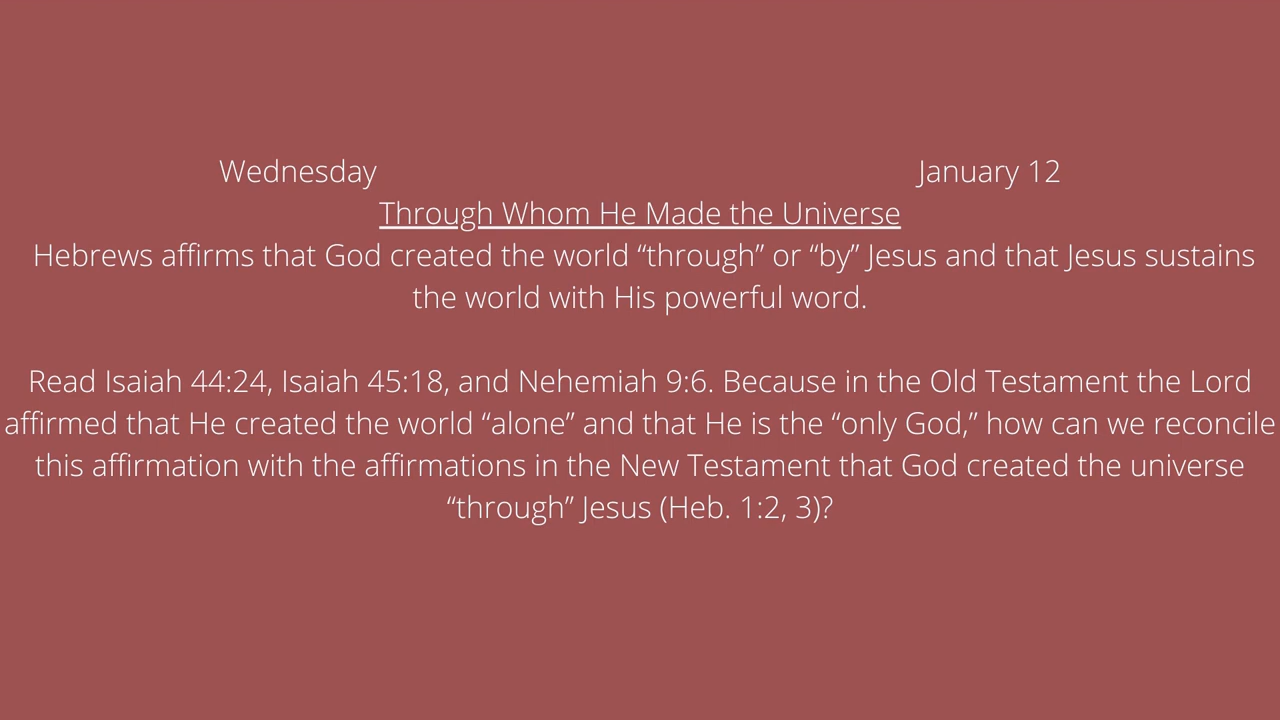 Wednesday January 12
Through Whom He Made the Universe
Hebrews affirms that God created the world “through” or “by” Jesus and that Jesus sustains
the world with His powerful word.
Read Isaiah 44:24, Isaiah 45:18, and Nehemiah 9:6. Because in the Old Testament the Lord
affirmed that He created the world “alone” and that He is the “only God,” how can we reconcile
this affirmation with the affirmations in the New Testament that God created the universe
“through” Jesus (Heb. 1:2, 3)?